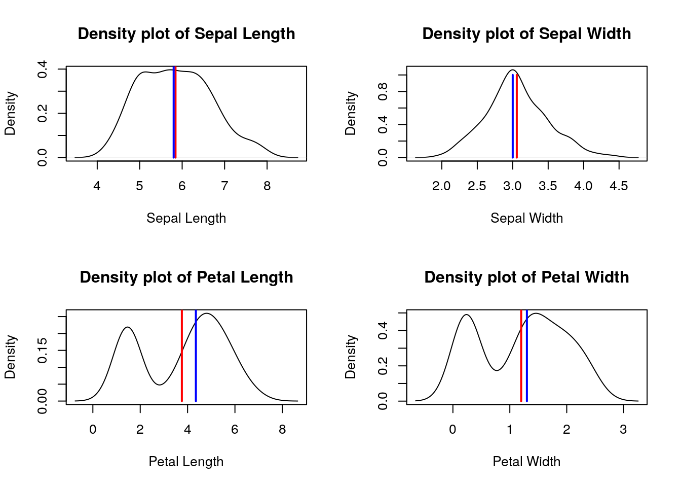 Density plot of Sepal Length
Density
0.0 0.2 0.4
4 5 6 7 8
Sepal Length
Density plot of Sepal Width
Density
0.0 0.4 0.8
2.0 2.5 3.0 3.5 4.0 4.5
Sepal Width
Density plot of Petal Length
Density
0.00 0.15
0 2 4 6 8
Petal Length
Density plot of Petal Width
Density
0.0 0.2 0.4
0 1 2 3
Petal Width